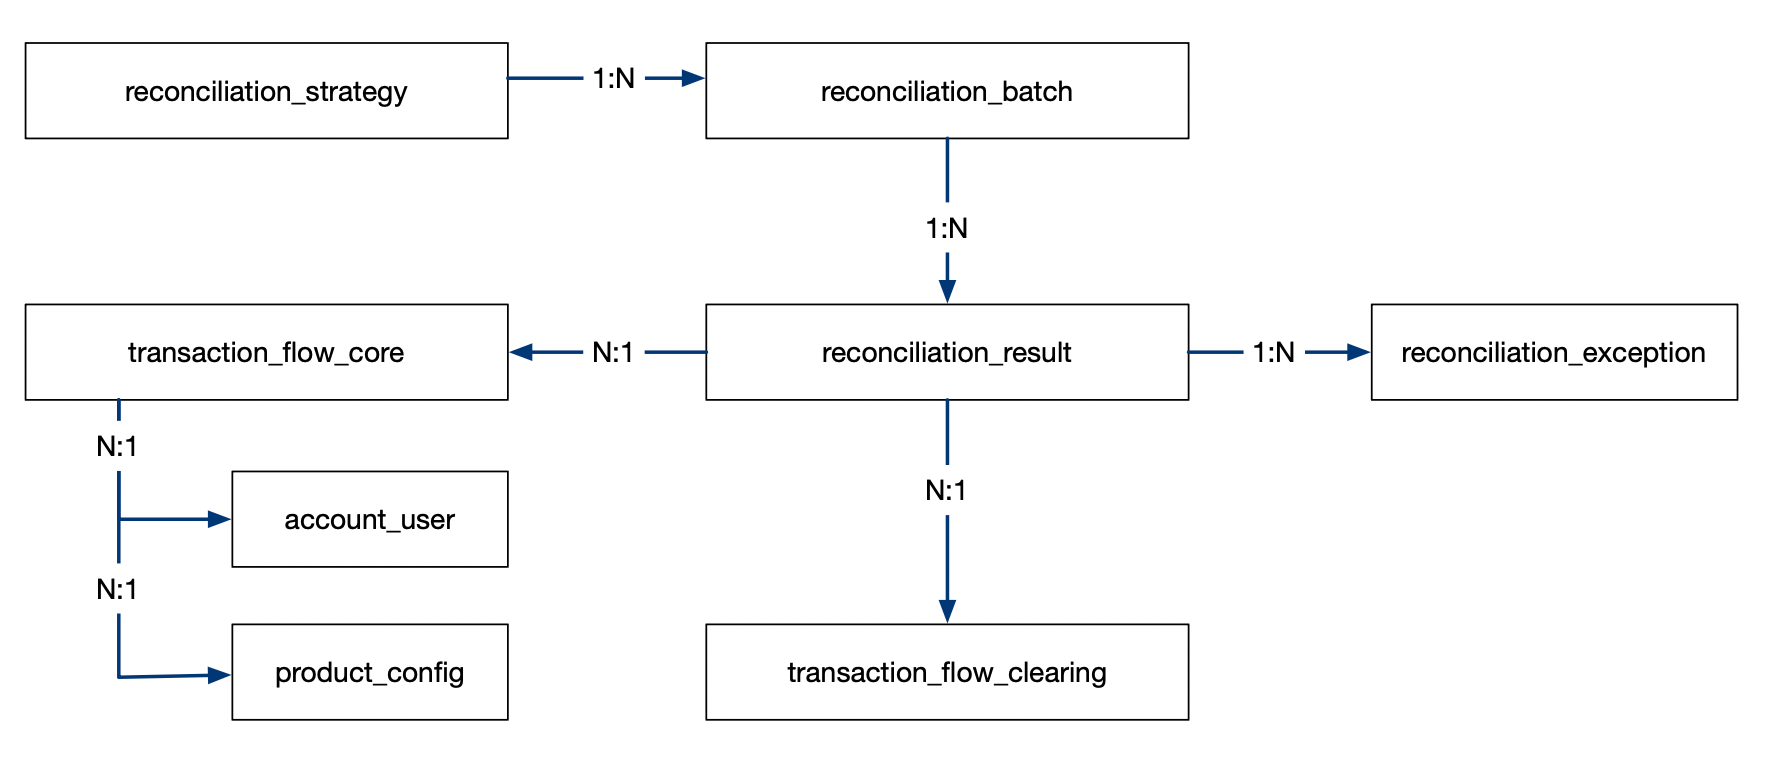 reconciliation_strategy
1:N
reconciliation_batch
1:N
transaction_flow_core
N:1
reconciliation_result
1:N
reconciliation_exception
N:1
account_user
N:1
N:1
product_config
transaction_flow_clearing